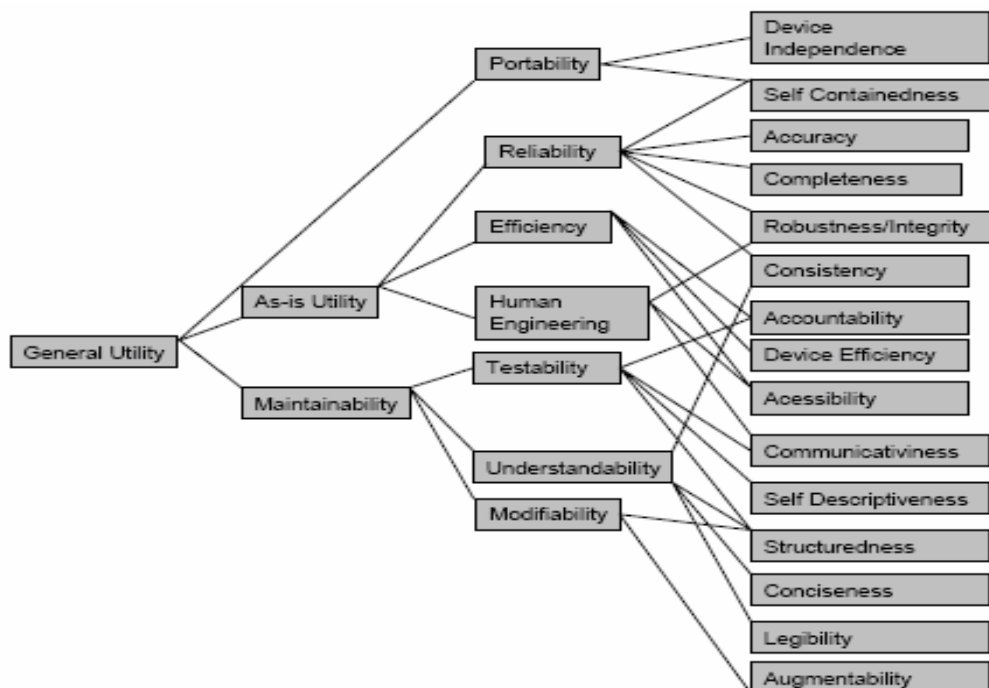 General Utility
As-is Utility
Maintainability
Portability
Reliability
Efficiency
Human
Engineering
Testability
Understandability
Modifiability
Device
Independence
Self Containedness
Accuracy
Completeness
Robustness/Integrity
Consistency
Accountability
Device Efficiency
Acessibility
Communicativiness
Self Descriptiveness
Structuredness
Conciseness
Legibility
Augmentability